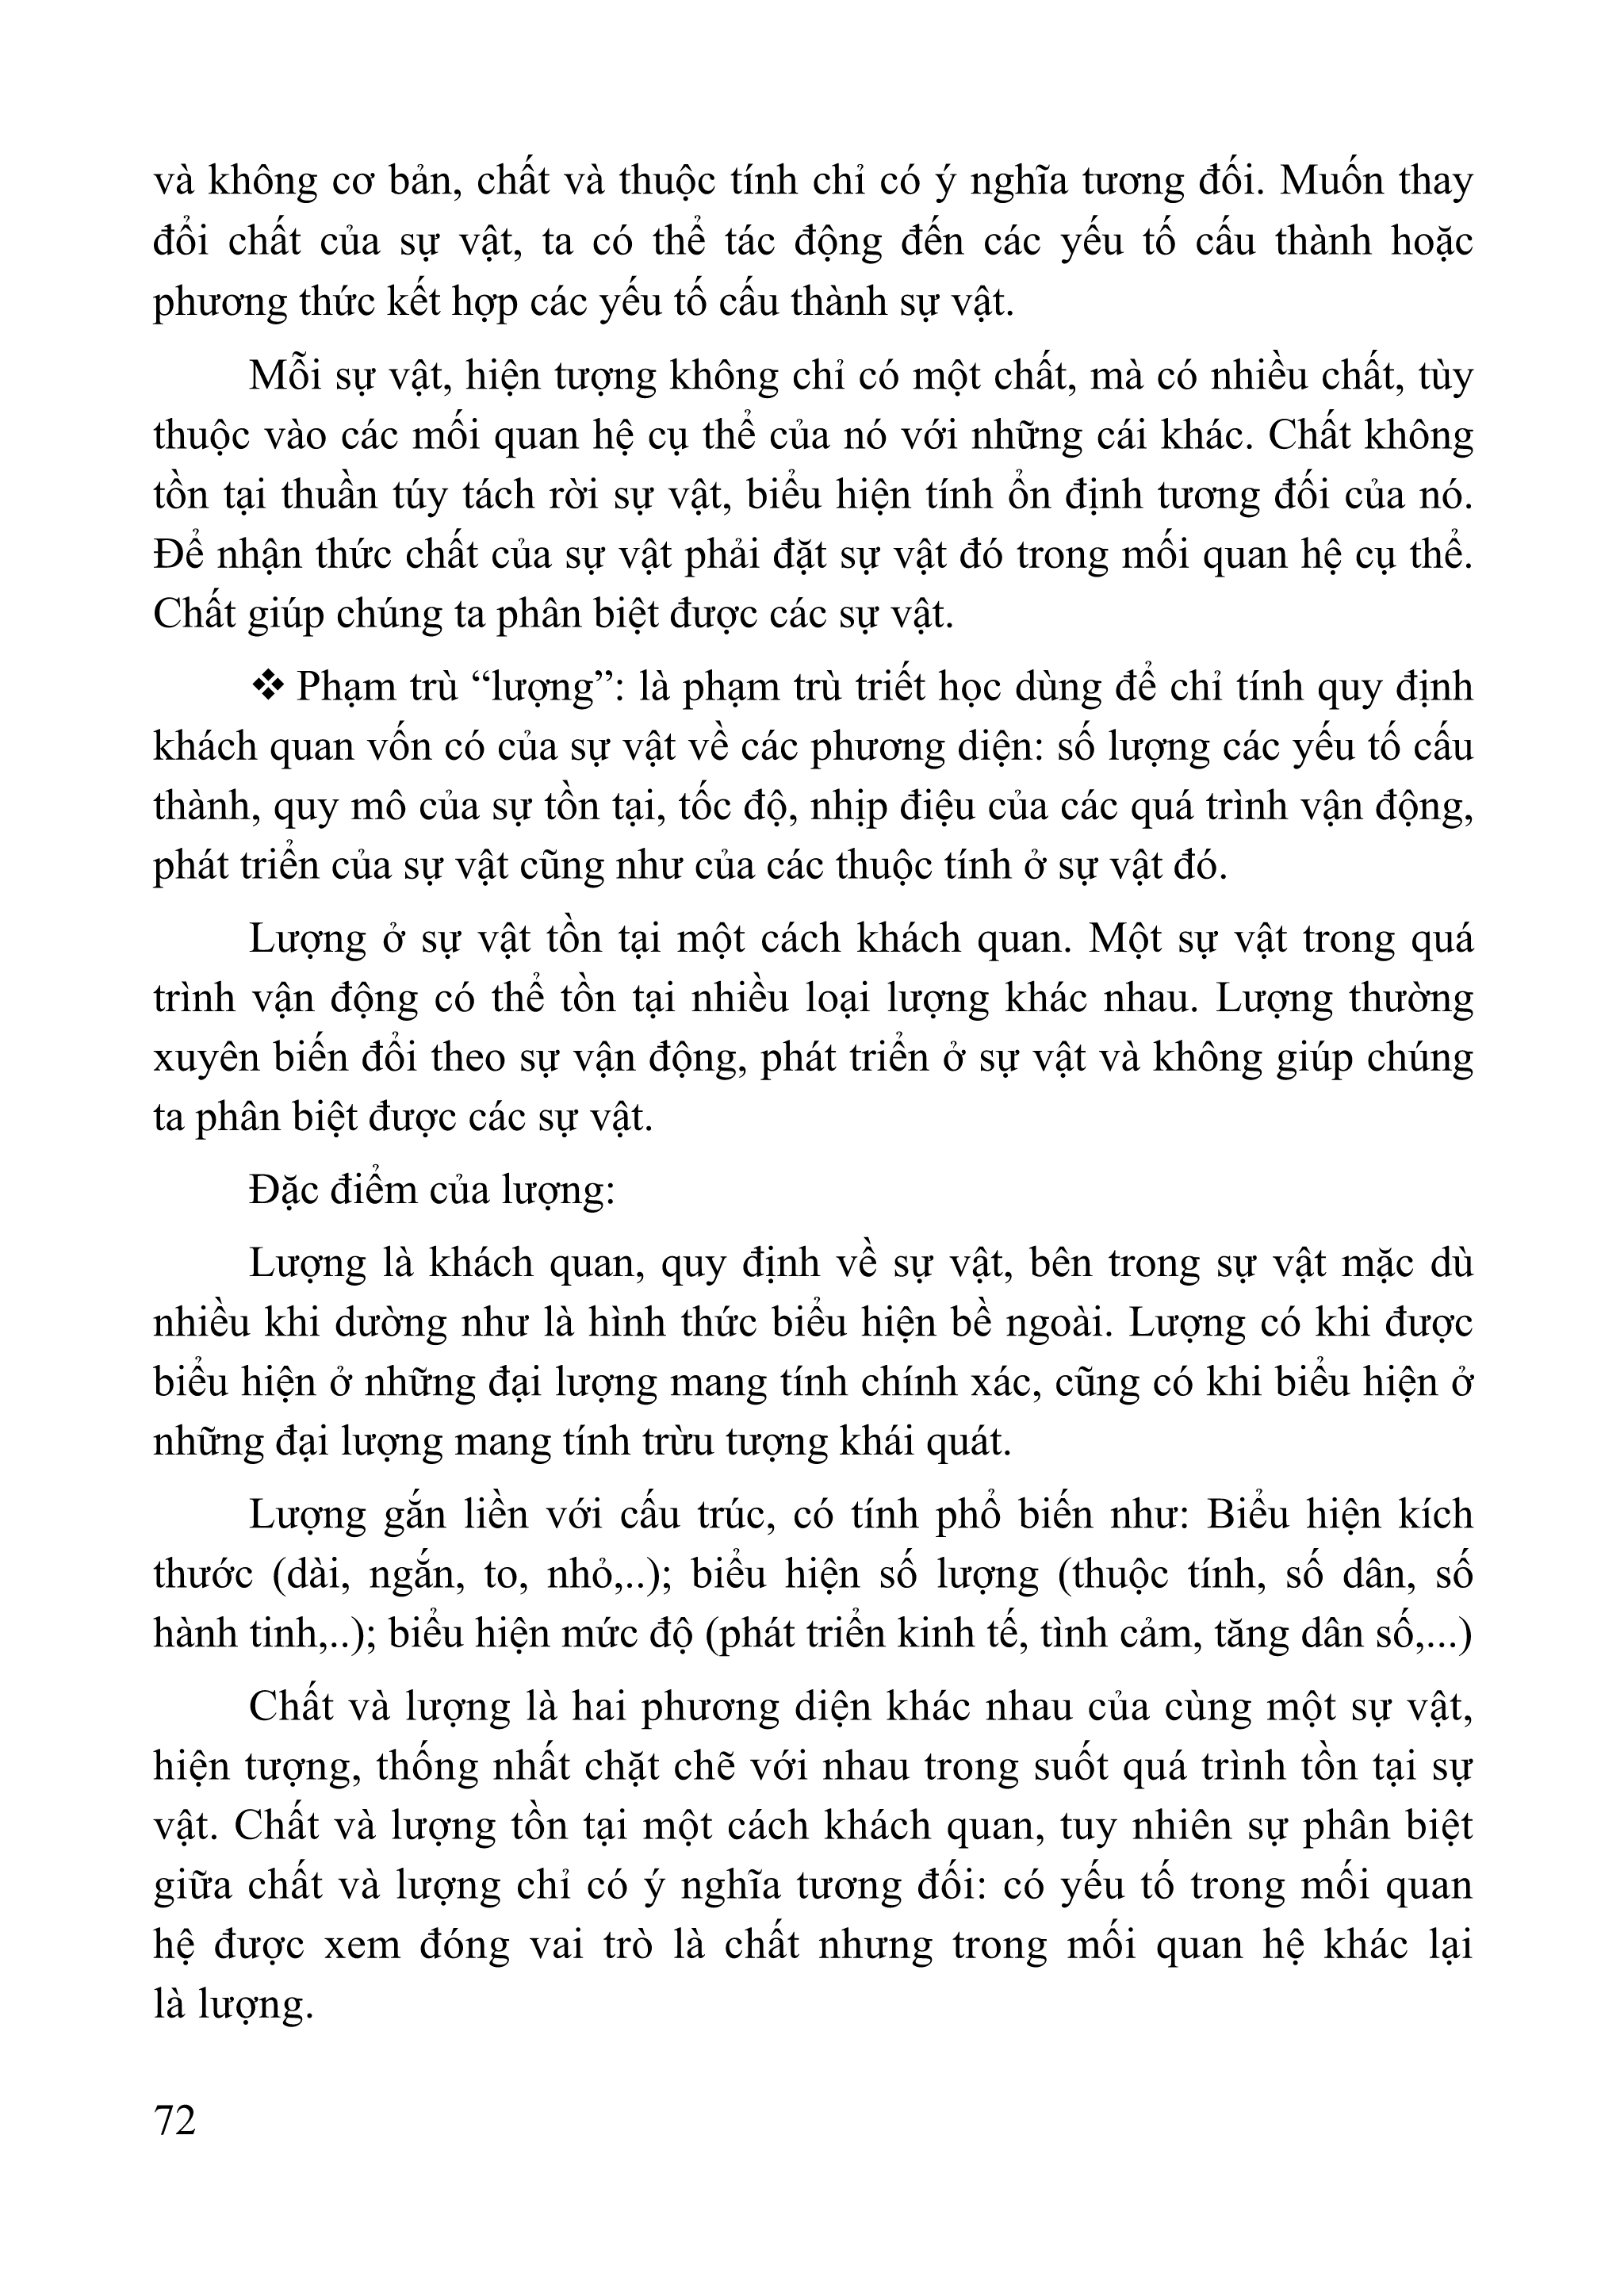 và không cơ bản, chất và thuộc tính chỉ có ý nghĩa tương đối. Muốn thay
đổi chất của sự vật, ta có thể tác động đến các yếu tố cấu thành hoặc
phương thức kết hợp các yếu tố cấu thành sự vật.
Mỗi sự vật, hiện tượng không chỉ có một chất, mà có nhiều chất, tùy
thuộc vào các mối quan hệ cụ thể của nó với những cái khác. Chất không
tồn tại thuần túy tách rời sự vật, biểu hiện tính ổn định tương đối của nó.
Để nhận thức chất của sự vật phải đặt sự vật đó trong mối quan hệ cụ thể.
Chất giúp chúng ta phân biệt được các sự vật.
❖ Phạm trù “lượng”: là phạm trù triết học dùng để chỉ tính quy định
khách quan vốn có của sự vật về các phương diện: số lượng các yếu tố cấu
thành, quy mô của sự tồn tại, tốc độ, nhịp điệu của các quá trình vận động,
phát triển của sự vật cũng như của các thuộc tính ở sự vật đó.
Lượng ở sự vật tồn tại một cách khách quan. Một sự vật trong quá
trình vận động có thể tồn tại nhiều loại lượng khác nhau. Lượng thường
xuyên biến đổi theo sự vận động, phát triển ở sự vật và không giúp chúng
ta phân biệt được các sự vật.
Đặc điểm của lượng:
Lượng là khách quan, quy định về sự vật, bên trong sự vật mặc dù
nhiều khi dường như là hình thức biểu hiện bề ngoài. Lượng có khi được
biểu hiện ở những đại lượng mang tính chính xác, cũng có khi biểu hiện ở
những đại lượng mang tính trừu tượng khái quát.
Lượng gắn liền với cấu trúc, có tính phổ biến như: Biểu hiện kích
thước (dài, ngắn, to, nhỏ,..); biểu hiện số lượng (thuộc tính, số dân, số
hành tinh,..); biểu hiện mức độ (phát triển kinh tế, tình cảm, tăng dân số,...)
Chất và lượng là hai phương diện khác nhau của cùng một sự vật,
hiện tượng, thống nhất chặt chẽ với nhau trong suốt quá trình tồn tại sự
vật. Chất và lượng tồn tại một cách khách quan, tuy nhiên sự phân biệt
giữa chất và lượng chỉ có ý nghĩa tương đối: có yếu tố trong mối quan
hệ được xem đóng vai trò là chất nhưng trong mối quan hệ khác lại
là lượng.
72